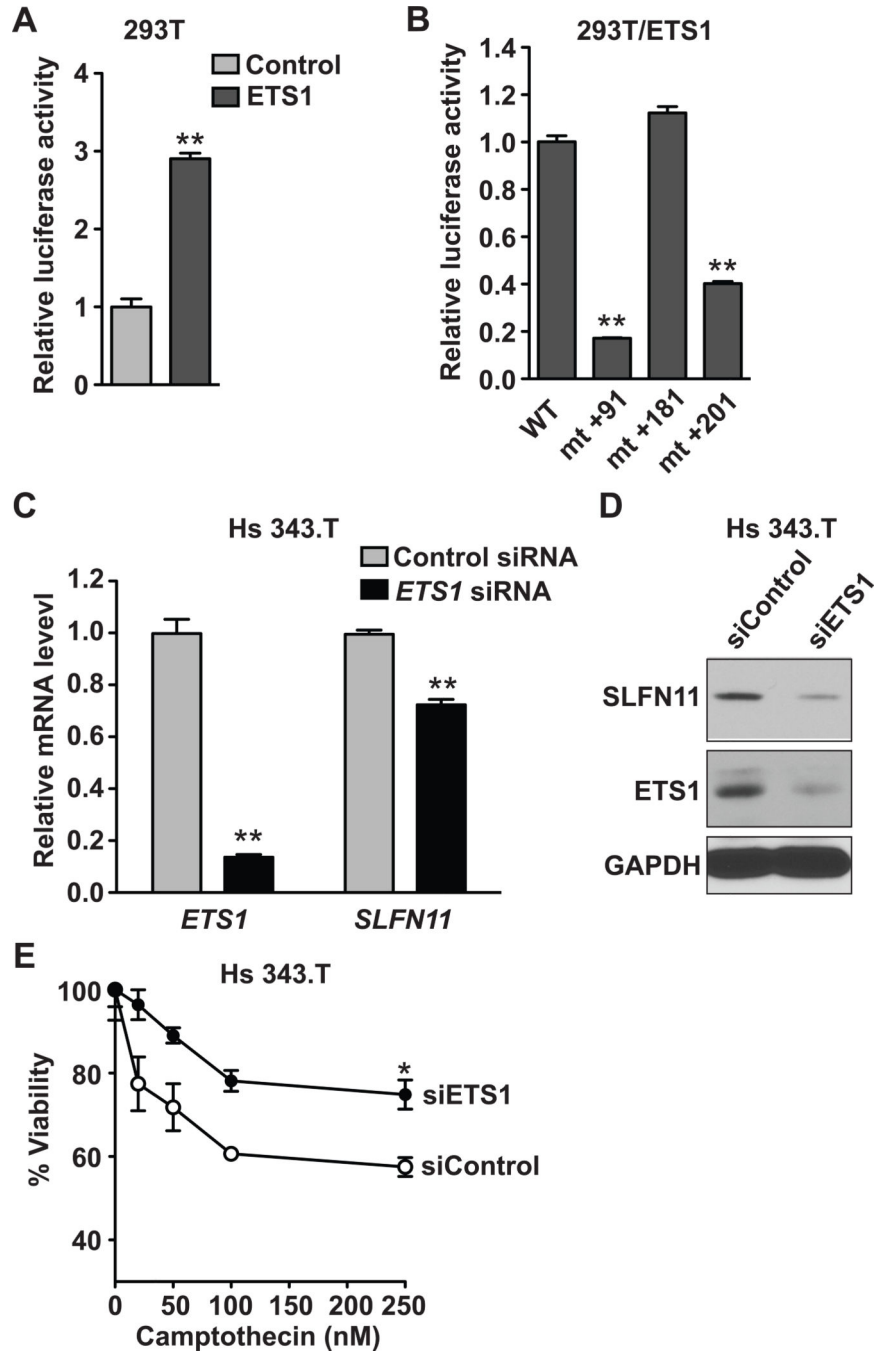 A
293T
Control
ETS1
Relative luciferase activity
4
3
2
1
0
**
B
293T/ETS1
Relative luciferase activity
1.4
1.2
1.0
0.8
0.6
0.4
0.2
0.0
**
**
WT
mt +91
mt +181
mt +201
C
Hs 343.T
Control siRNA
ETS1 siRNA
Relative mRNA levevl
1.2
1.0
0.8
0.6
0.4
0.2
0.0
**
**
ETS1
SLFN11
D
Hs 343.T
siControl
siETS1
SLFN11
ETS1
GAPDH
E
Hs 343.T
% Viability
100
80
60
40
*
siETS1
siControl
0 50 100 150 200 250
Camptothecin (nM)